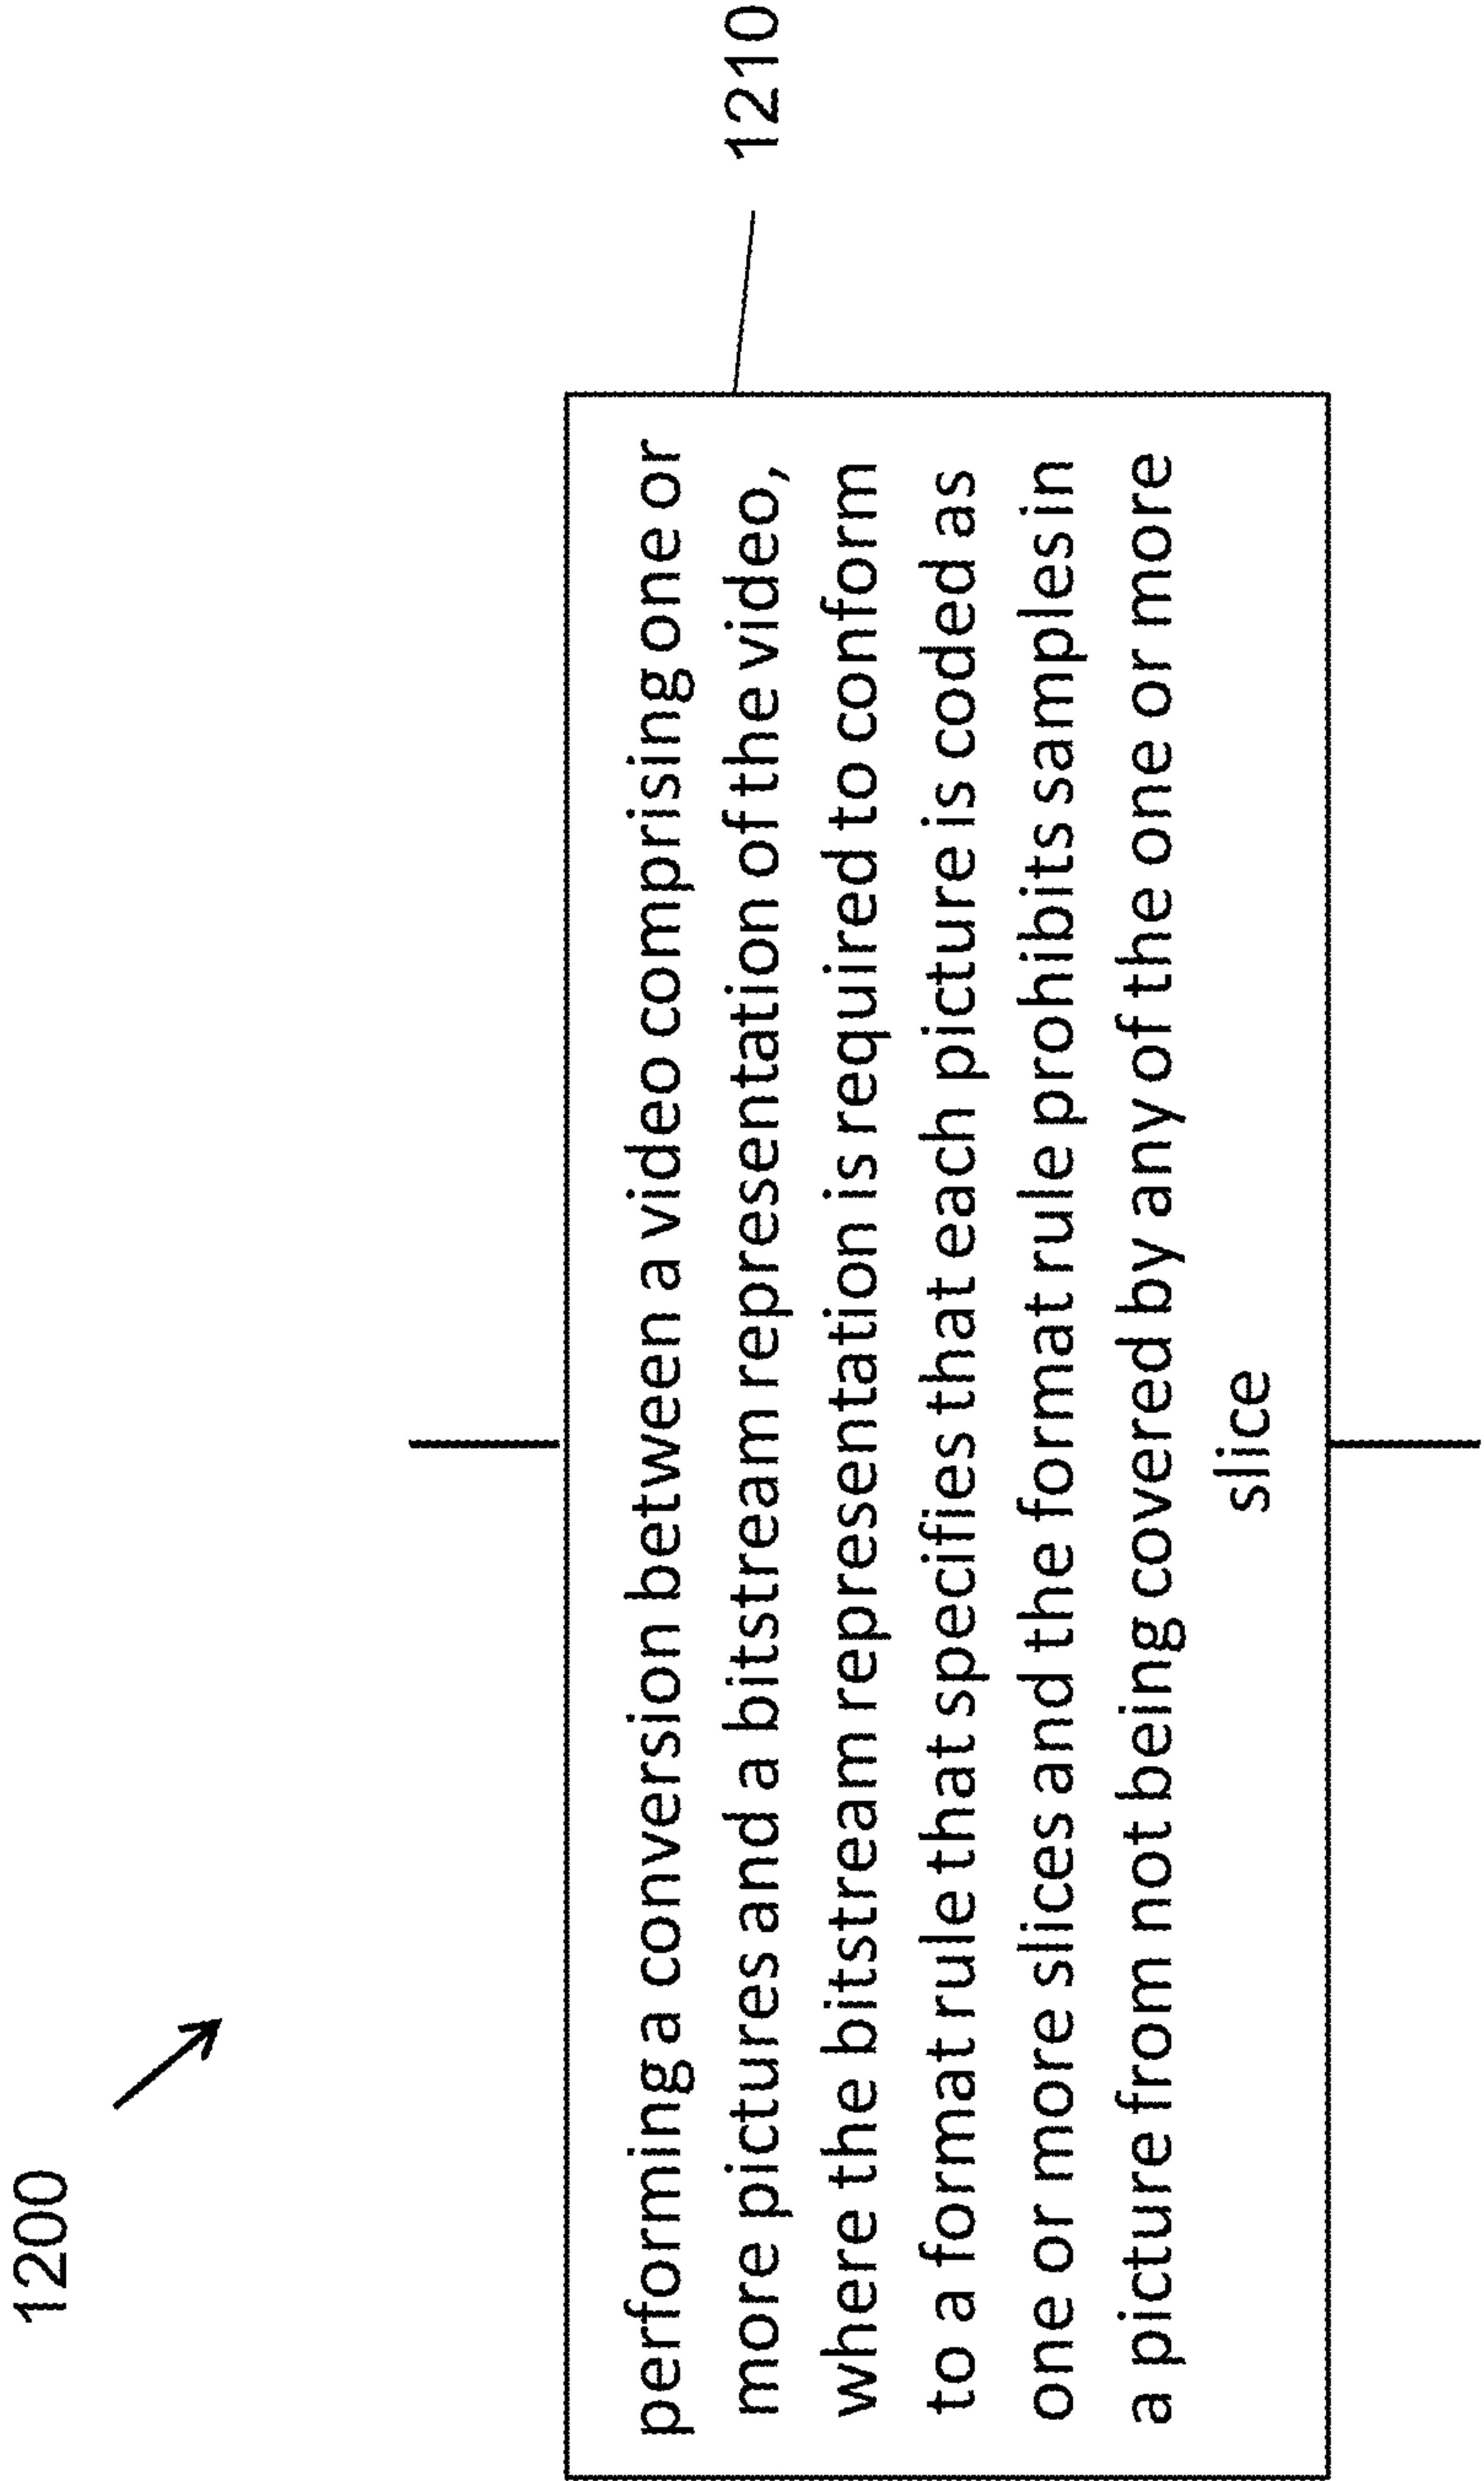 1200
performing a conversion between a video comprising one or
more pictures and a bitstream representation of the video,
where the bitstream representation is required to conform
to a format rule that specifies that each picture is coded as
one or more slices and the format rule prohibits samples in
a picture from not being covered by any of the one or more
slice
1210